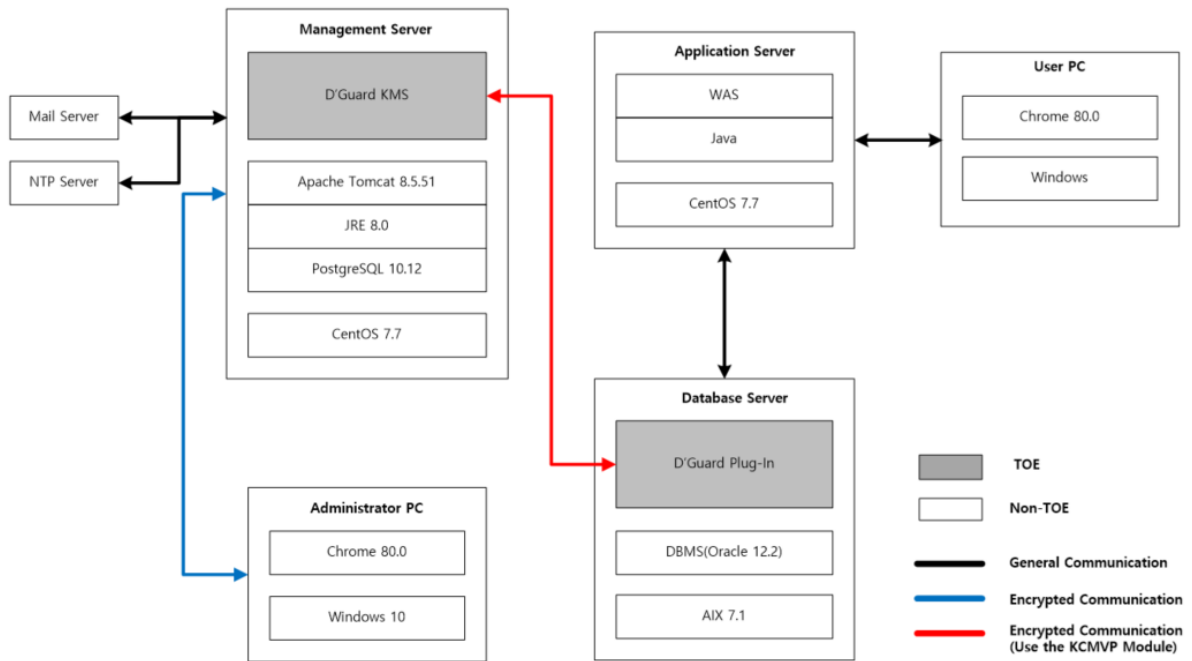 Management Server
D'Guard KMS
Apache Tomcat 8.5.51
JRE 8.0
PostgreSQL 10.12
CentOS 7.7
Mail Server
NTP Server
Administrator PC
Chrome 80.0
Windows 10
Application Server
WAS
Java
CentOS 7.7
User PC
Chrome 80.0
Windows
Database Server
D'Guard Plug-In
DBMS(Oracle 12.2)
AIX 7.1
TOE
Non-TOE
General Communication
Encrypted Communication
Encrypted Communication
(Use the KCMVP Module)